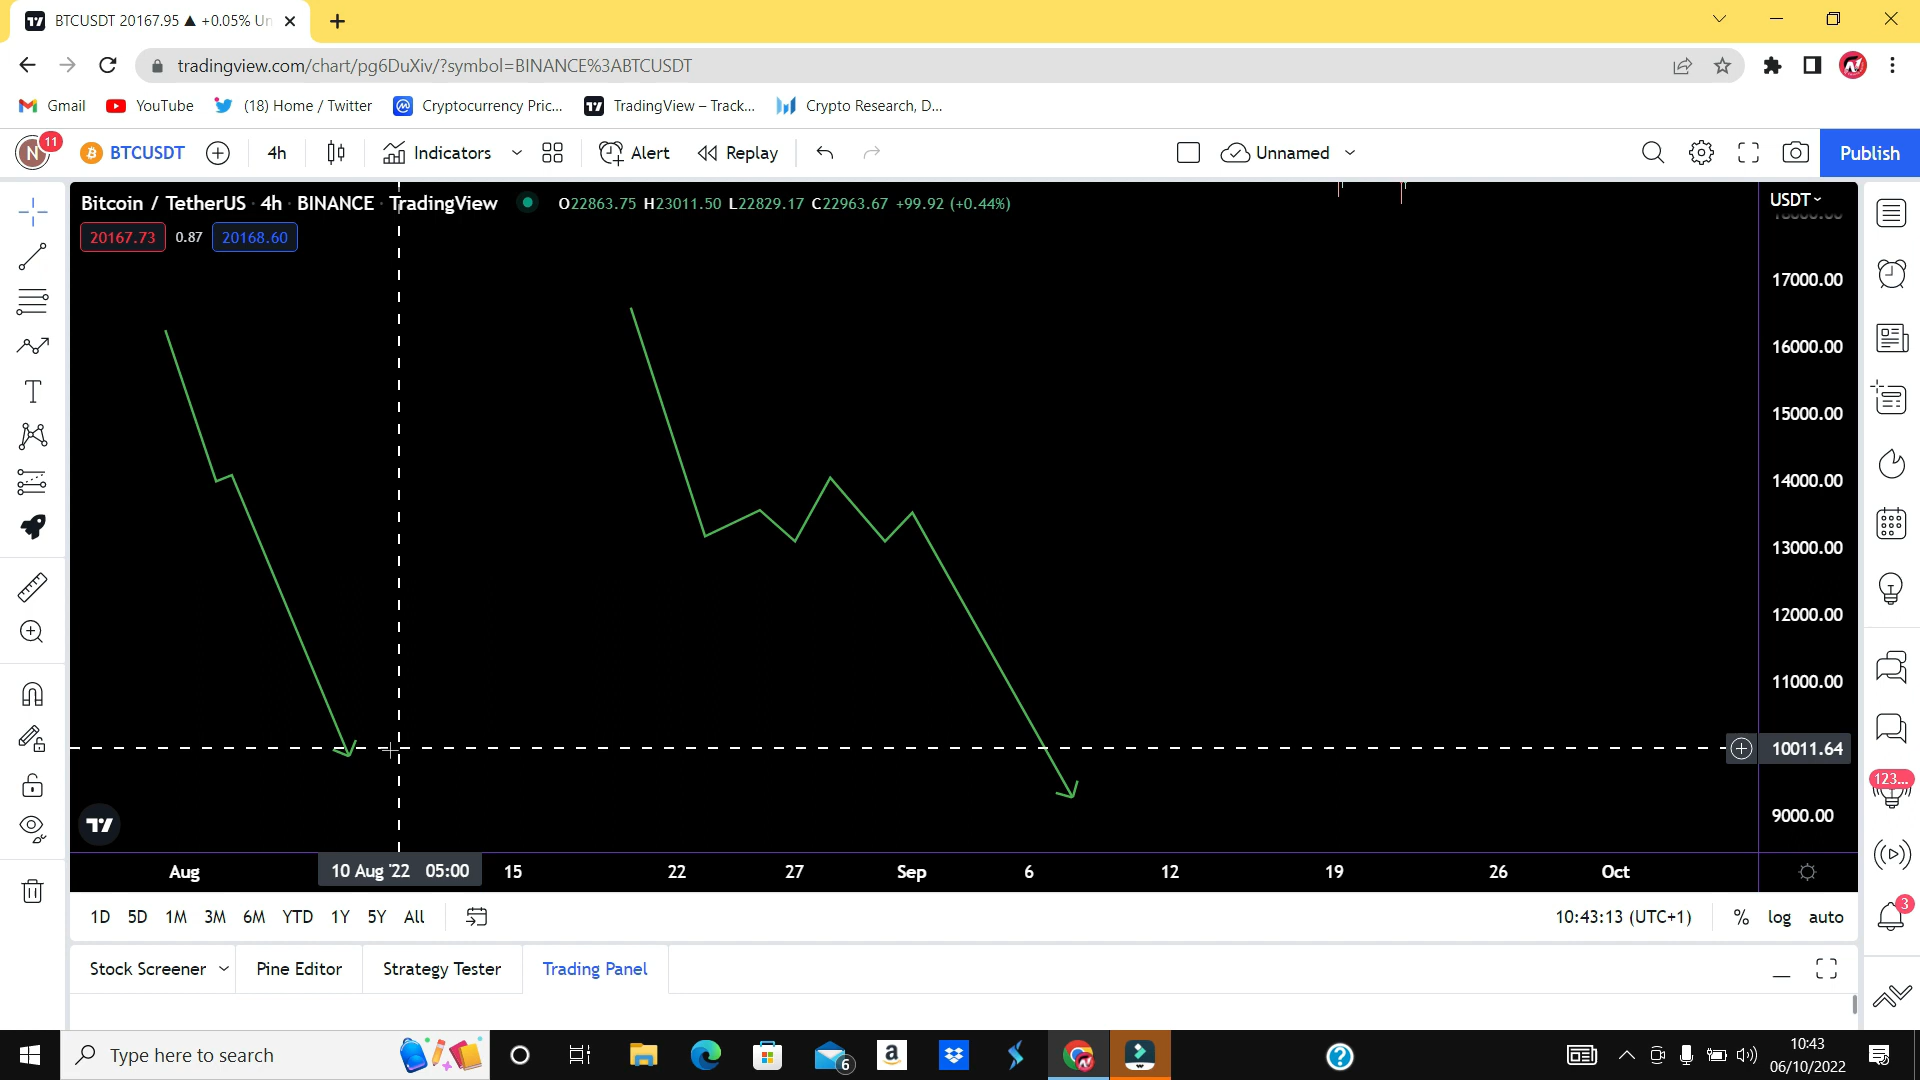 BTCUSDT 20167.95 ▲ +0.05% Un
tradingview.com/chart/pg6DuXiv/?symbol=BINANCE%3ABTCUSDT
Gmail YouTube (18) Home / Twitter Cryptocurrency Pric... TradingView – Track... Crypto Research, D...
N 11 BTCUSDT 4h Indicators Alert Replay Unnamed Publish
Bitcoin / TetherUS · 4h · BINANCE · TradingView O22863.75 H23011.50 L22829.17 C22963.67 +99.92 (+0.44%) USDT
20167.73 0.87 20168.60
17000.00
16000.00
15000.00
14000.00
13000.00
12000.00
11000.00
10011.64
123...
9000.00
Aug 10 Aug '22 05:00 15 22 27 Sep 6 12 19 26 Oct
1D 5D 1M 3M 6M YTD 1Y 5Y All 10:43:13 (UTC+1) % log auto
3
Stock Screener Pine Editor Strategy Tester Trading Panel
Type here to search 6 10:43
06/10/2022